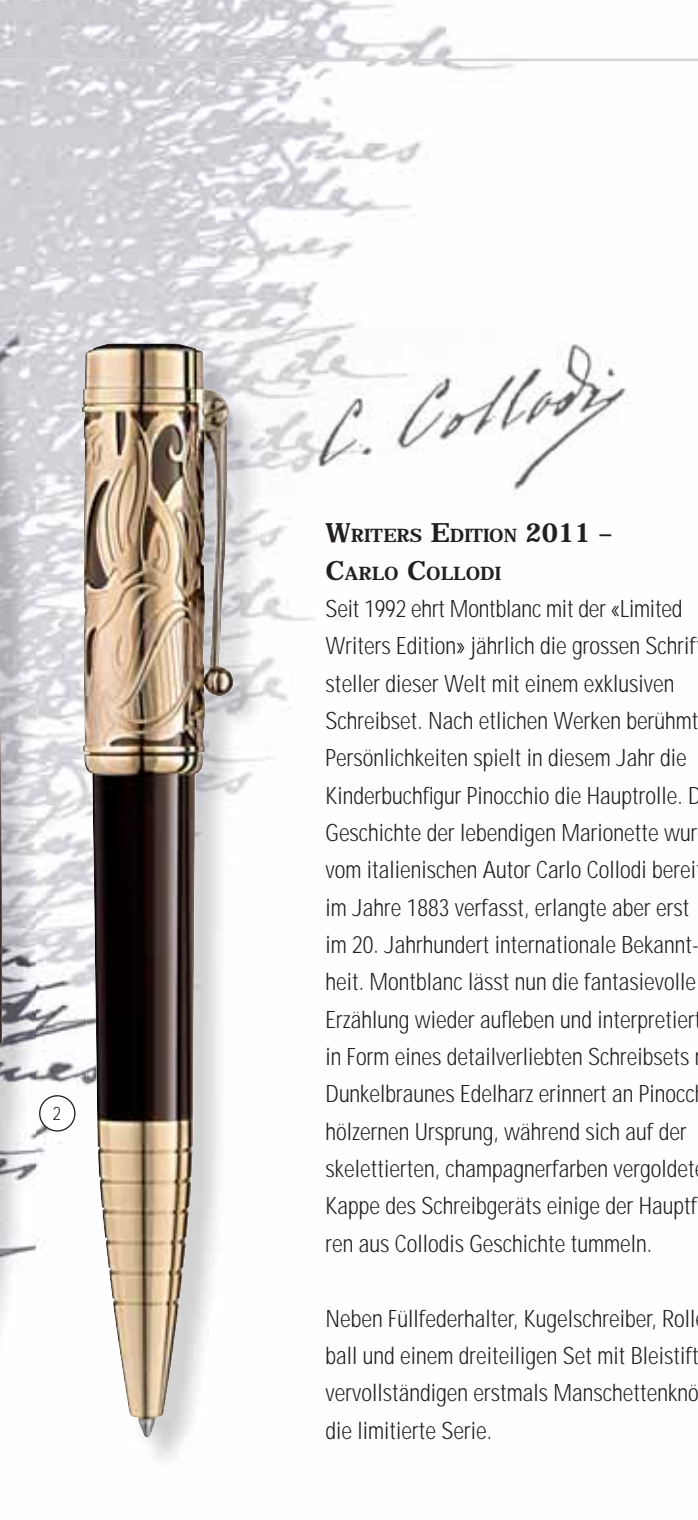 C. Collodi
WRITERS EDITION 2011 –
CARLO COLLODI
Seit 1992 ehrt Montblanc mit der «Limited
Writers Edition» jährlich die grossen Schrif
steller dieser Welt mit einem exklusiven
Schreibset. Nach etlichen Werken berühmt
Persönlichkeiten spielt in diesem Jahr die
Kinderbuchfigur Pinocchio die Hauptrolle. D
Geschichte der lebendigen Marionette wur
vom italienischen Autor Carlo Collodi berei
im Jahre 1883 verfasst, erlangte aber erst
im 20. Jahrhundert internationale Bekannt-
heit. Montblanc lässt nun die fantasievolle
Erzählung wieder aufleben und interpretiert
in Form eines detailverliebten Schreibsets
Dunkelbraunes Edelharz erinnert an Pinocch
hölzernen Ursprung, während sich auf der
skelettierten, champagnerfarben vergoldete
Kappe des Schreibgeräts einige der Hauptf
ren aus Collodis Geschichte tummeln.
Neben Füllfederhalter, Kugelschreiber, Rolle
ball und einem dreiteiligen Set mit Bleistift
vervollständigen erstmals Manschettenknö
die limitierte Serie.
2